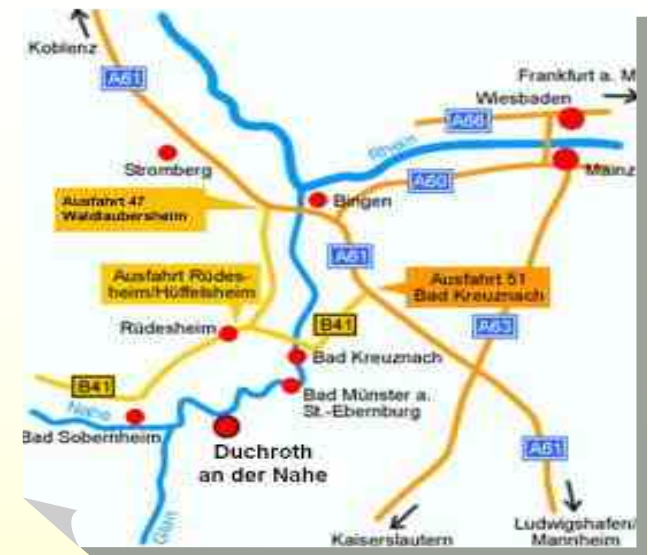 Koblenz
A61
Frankfurt a. M
Wiesbaden
A66
Rhein
Mainz
Stromberg
A60
Bingen
Ausfahrt 47
Waldlaubersheim
A61
Ausfahrt Rüdes-
heim/Hüffelsheim
Ausfahrt 51
Bad Kreuznach
Rüdesheim
B41
A63
Bad Kreuznach
B41
Bad Münster a.
St.-Ebernburg
Nahe
Bad Sobernheim
Duchroth
an der Nahe
A61
Glan
Kaiserslautern
Ludwigshafen/
Mannheim